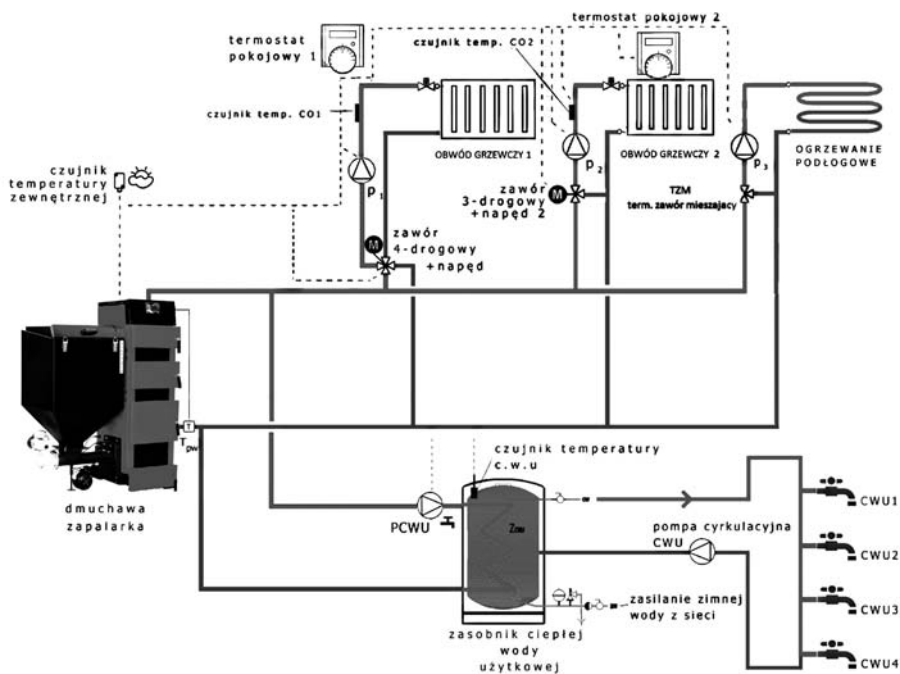 termostat
pokojowy 1
termostat
pokojowy 2
czujnik temp. CO2
czujnik temp. CO1
OBWÓD GRZEWCZY 1
OBWÓD GRZEWCZY 2
OGRZEWANIE
PODŁOGOWE
p1
p2
p3
czujnik
temperatury
zewnętrznej
zawór
3-drogowy
+napęd 2
M
TZM
term. zawór mieszajacy
zawór
4-drogowy
+napęd
M
T
Tpw
dmuchawa
zapalarka
czujnik temperatury
c.w.u
PCWU
pompa cyrkulacyjna
CWU
zasilanie zimnej
wody z sieci
zasobnik ciepłej
wody
użytkowej
CWU1
CWU2
CWU3
CWU4